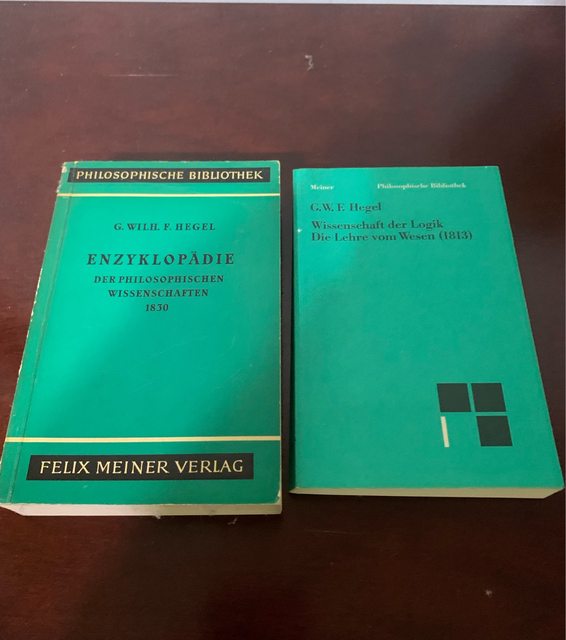 PHILOSOPHISCHE BIBLIOTHEK
G. WILH. F. HEGEL
ENZYKLOPÄDIE
DER PHILOSOPHISCHEN
WISSENSCHAFTEN
1830
FELIX MEINER VERLAG
Meiner Philosophische Bibliothek
G.W.F. Hegel
Wissenschaft der Logik
Die Lehre vom Wesen (1813)